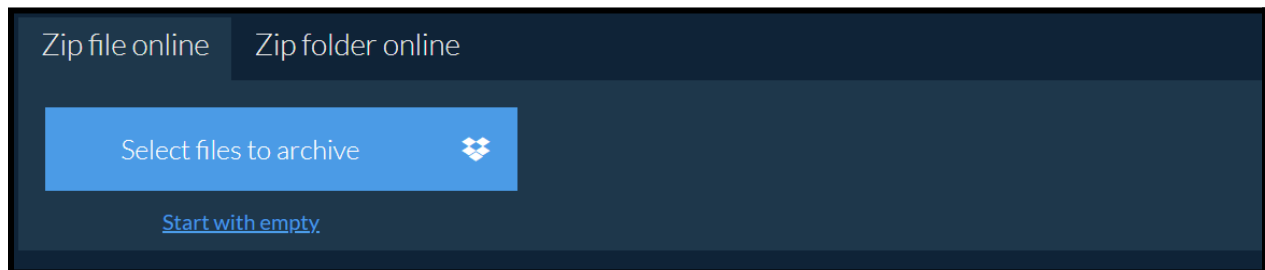 Zip file online Zip folder online
Select files to archive
Start with empty